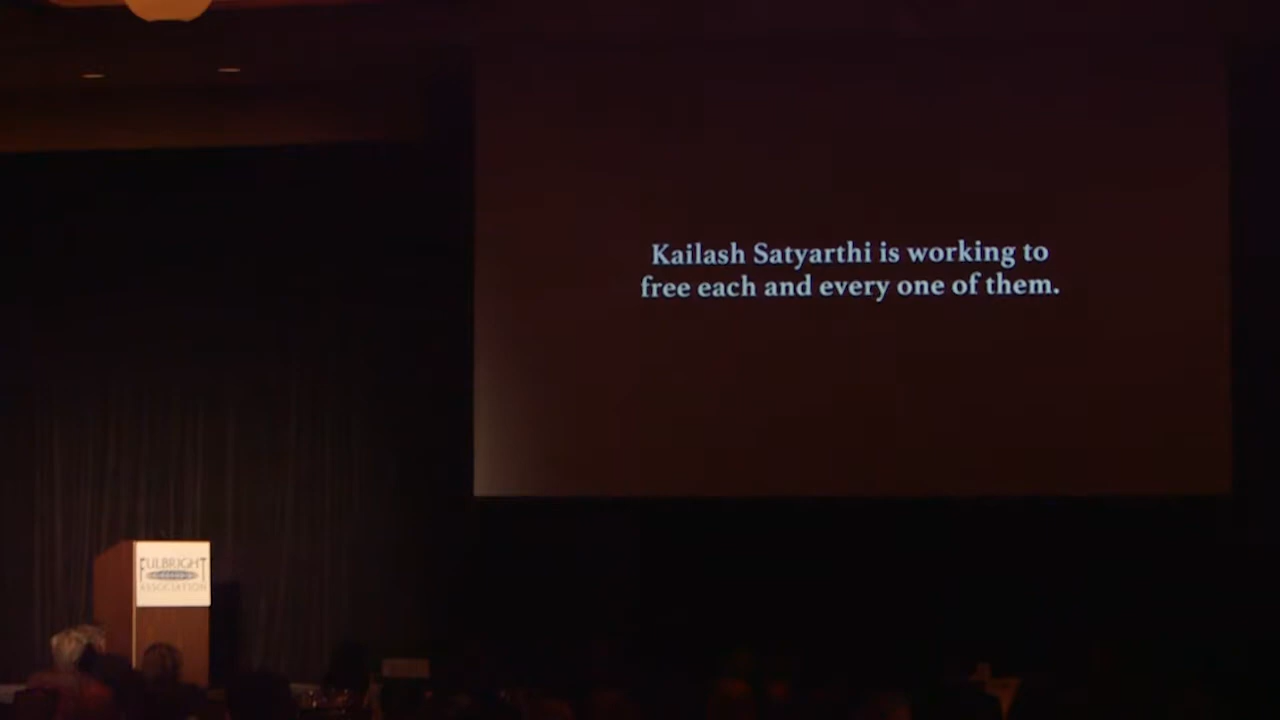 Kailash Satyarthi is working to
free each and every one of them.
FULBRIGHT
ASSOCIATION